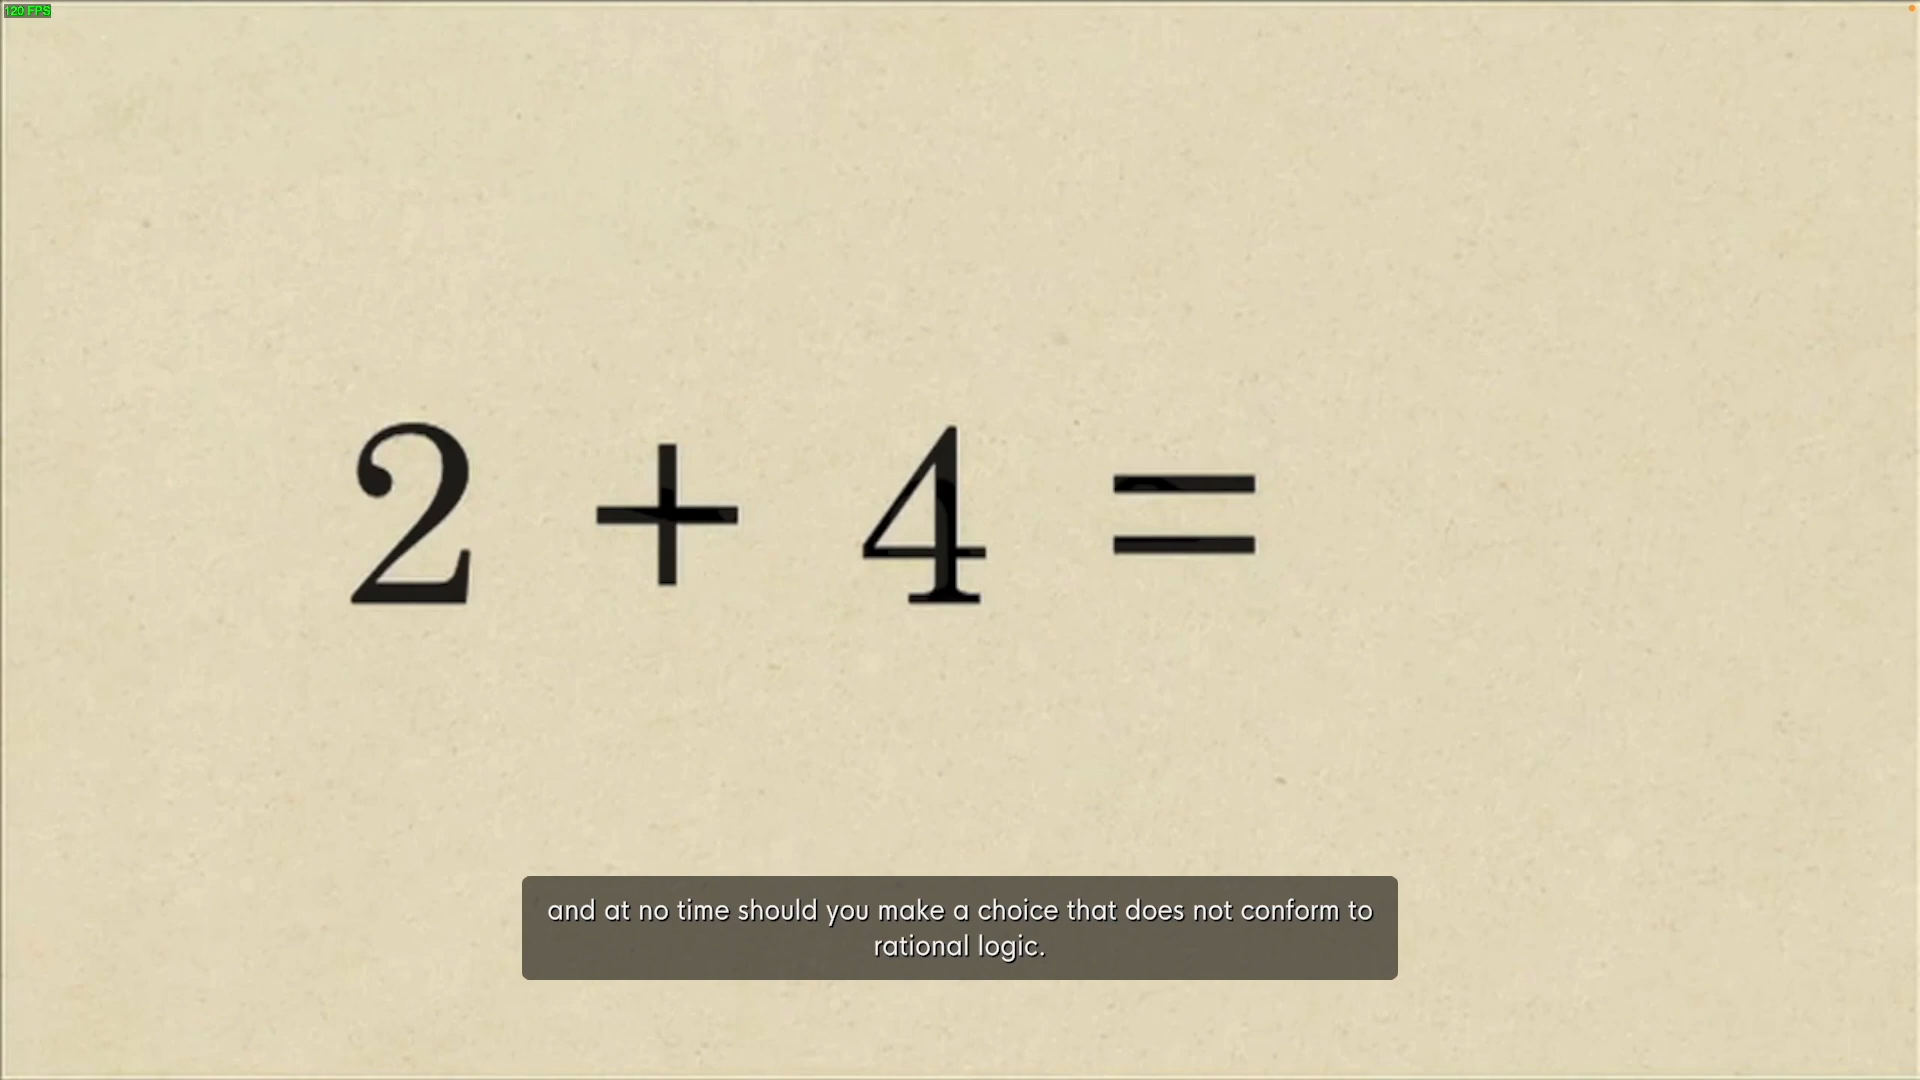 120 FPS
2 + 4 =
and at no time should you make a choice that does not conform to
rational logic.